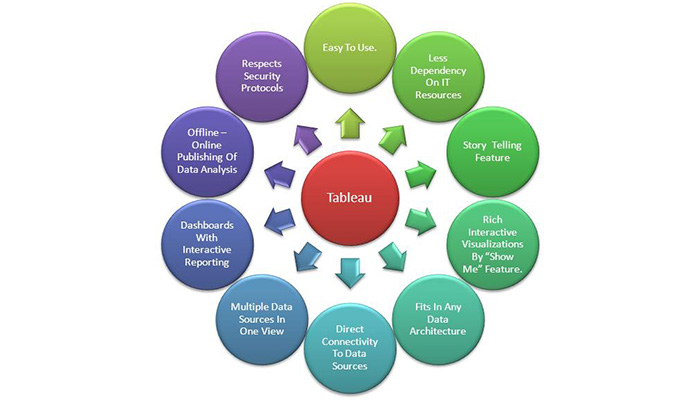 Easy To Use.
Less
Dependency
On IT
Resources
Story Telling
Feature
Rich
Interactive
Visualizations
By “Show
Me” Feature.
Fits In Any
Data
Architecture
Direct
Connectivity
To Data
Sources
Multiple Data
Sources In
One View
Dashboards
With
Interactive
Reporting
Offline –
Online
Publishing Of
Data Analysis
Respects
Security
Protocols
Tableau